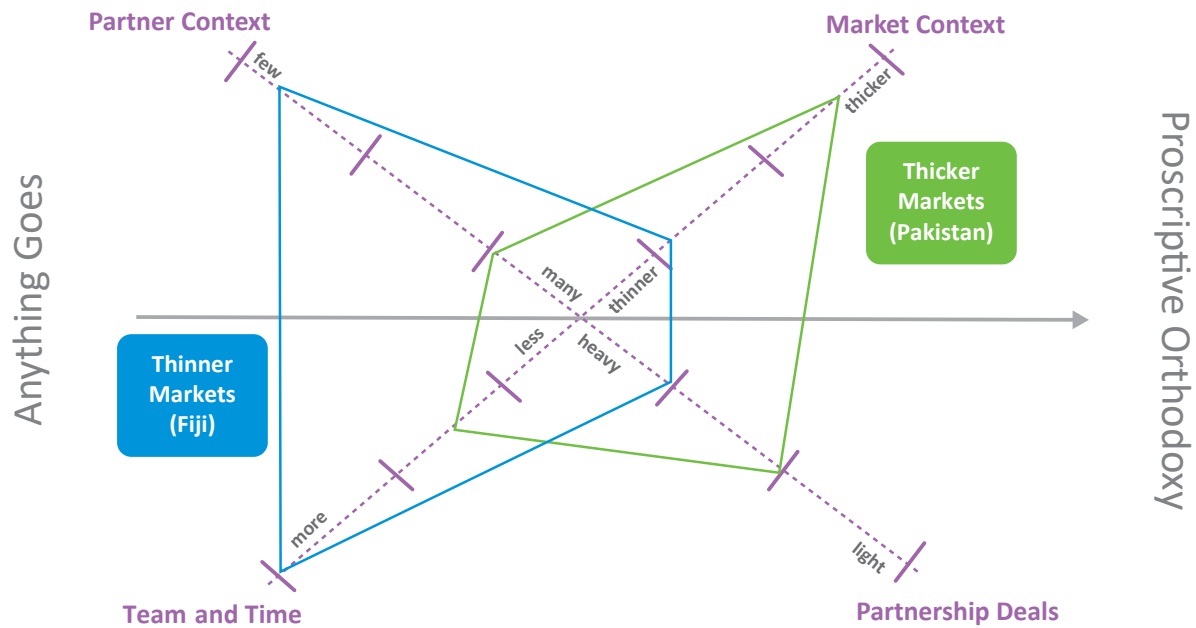 Partner Context
Market Context
few
thicker
Anything Goes
Proscriptive Orthodoxy
Thicker
Markets
(Pakistan)
many
thinner
less
heavy
Thinner
Markets
(Fiji)
more
light
Team and Time
Partnership Deals